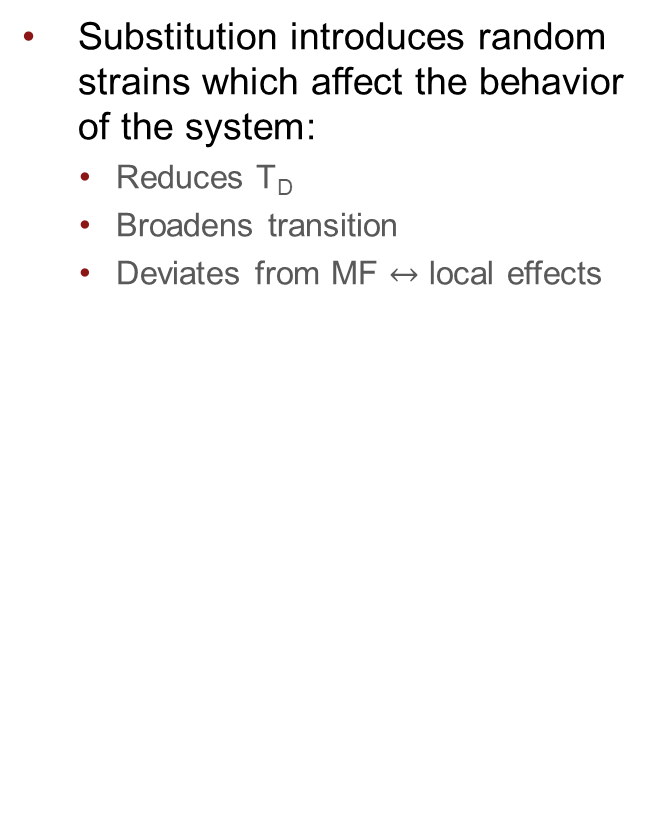 • Substitution introduces random
strains which affect the behavior
of the system:
• Reduces T_D
• Broadens transition
• Deviates from MF ↔ local effects